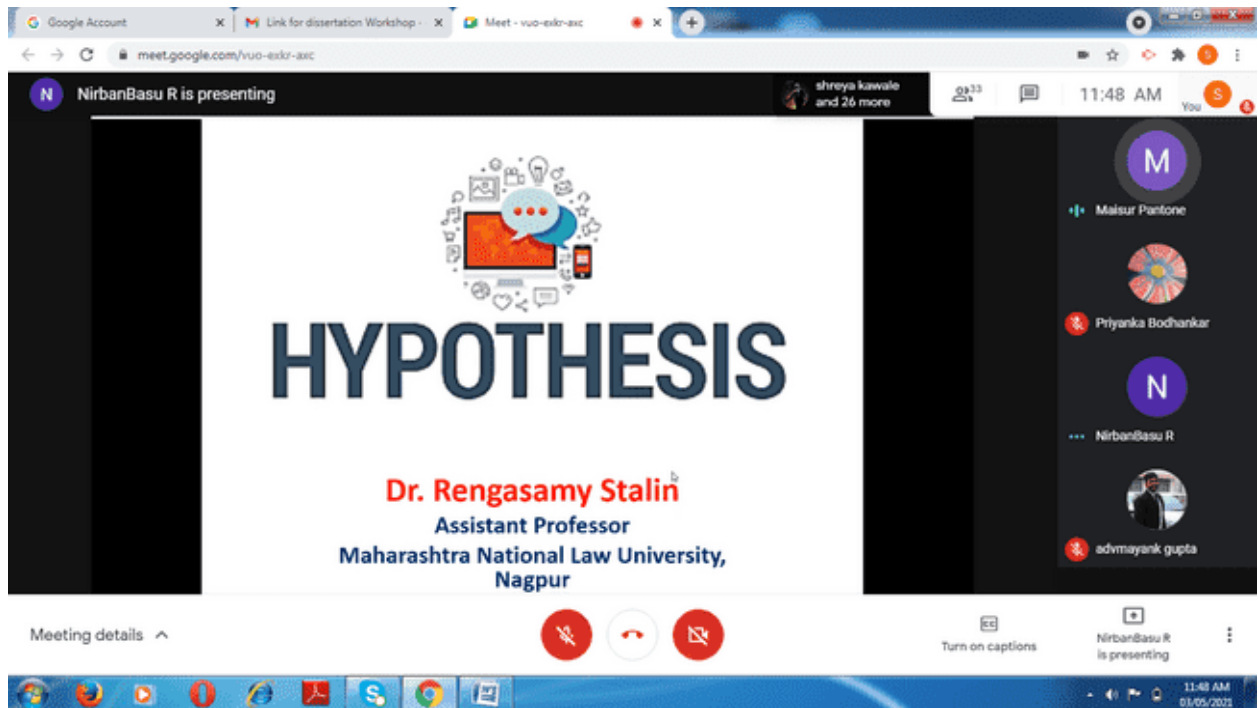 Google Account
Link for dissertation Workshop -
Meet - vuo-exkr-axc
meet.google.com/vuo-exkr-axc
S
N
NirbanBasu R is presenting
shreya kawale
and 26 more
33
11:48 AM
You
S
M
Maisur Pantone
Priyanka Bodhankar
N
NirbanBasu R
advmayank gupta
HYPOTHESIS
Dr. Rengasamy Stalin
Assistant Professor
Maharashtra National Law University,
Nagpur
Meeting details
CC
Turn on captions
NirbanBasu R
is presenting
11:48 AM
03/05/2021